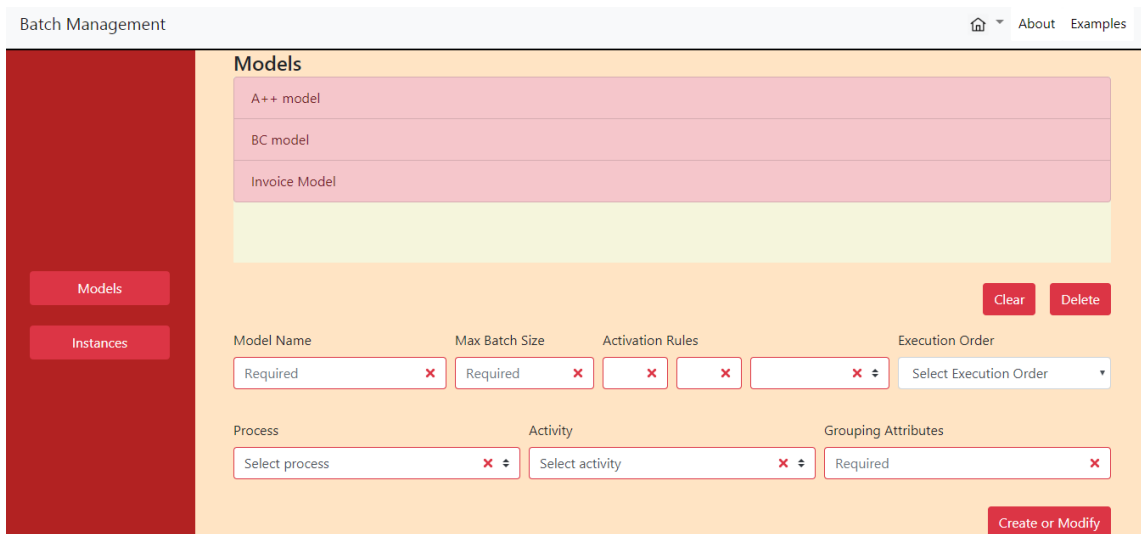 Batch Management About Examples
Models
A++ model
BC model
Invoice Model
Models
Instances
Clear Delete
Model Name Max Batch Size Activation Rules Execution Order
Required Required Select Execution Order
Process Activity Grouping Attributes
Select process Select activity Required
Create or Modify